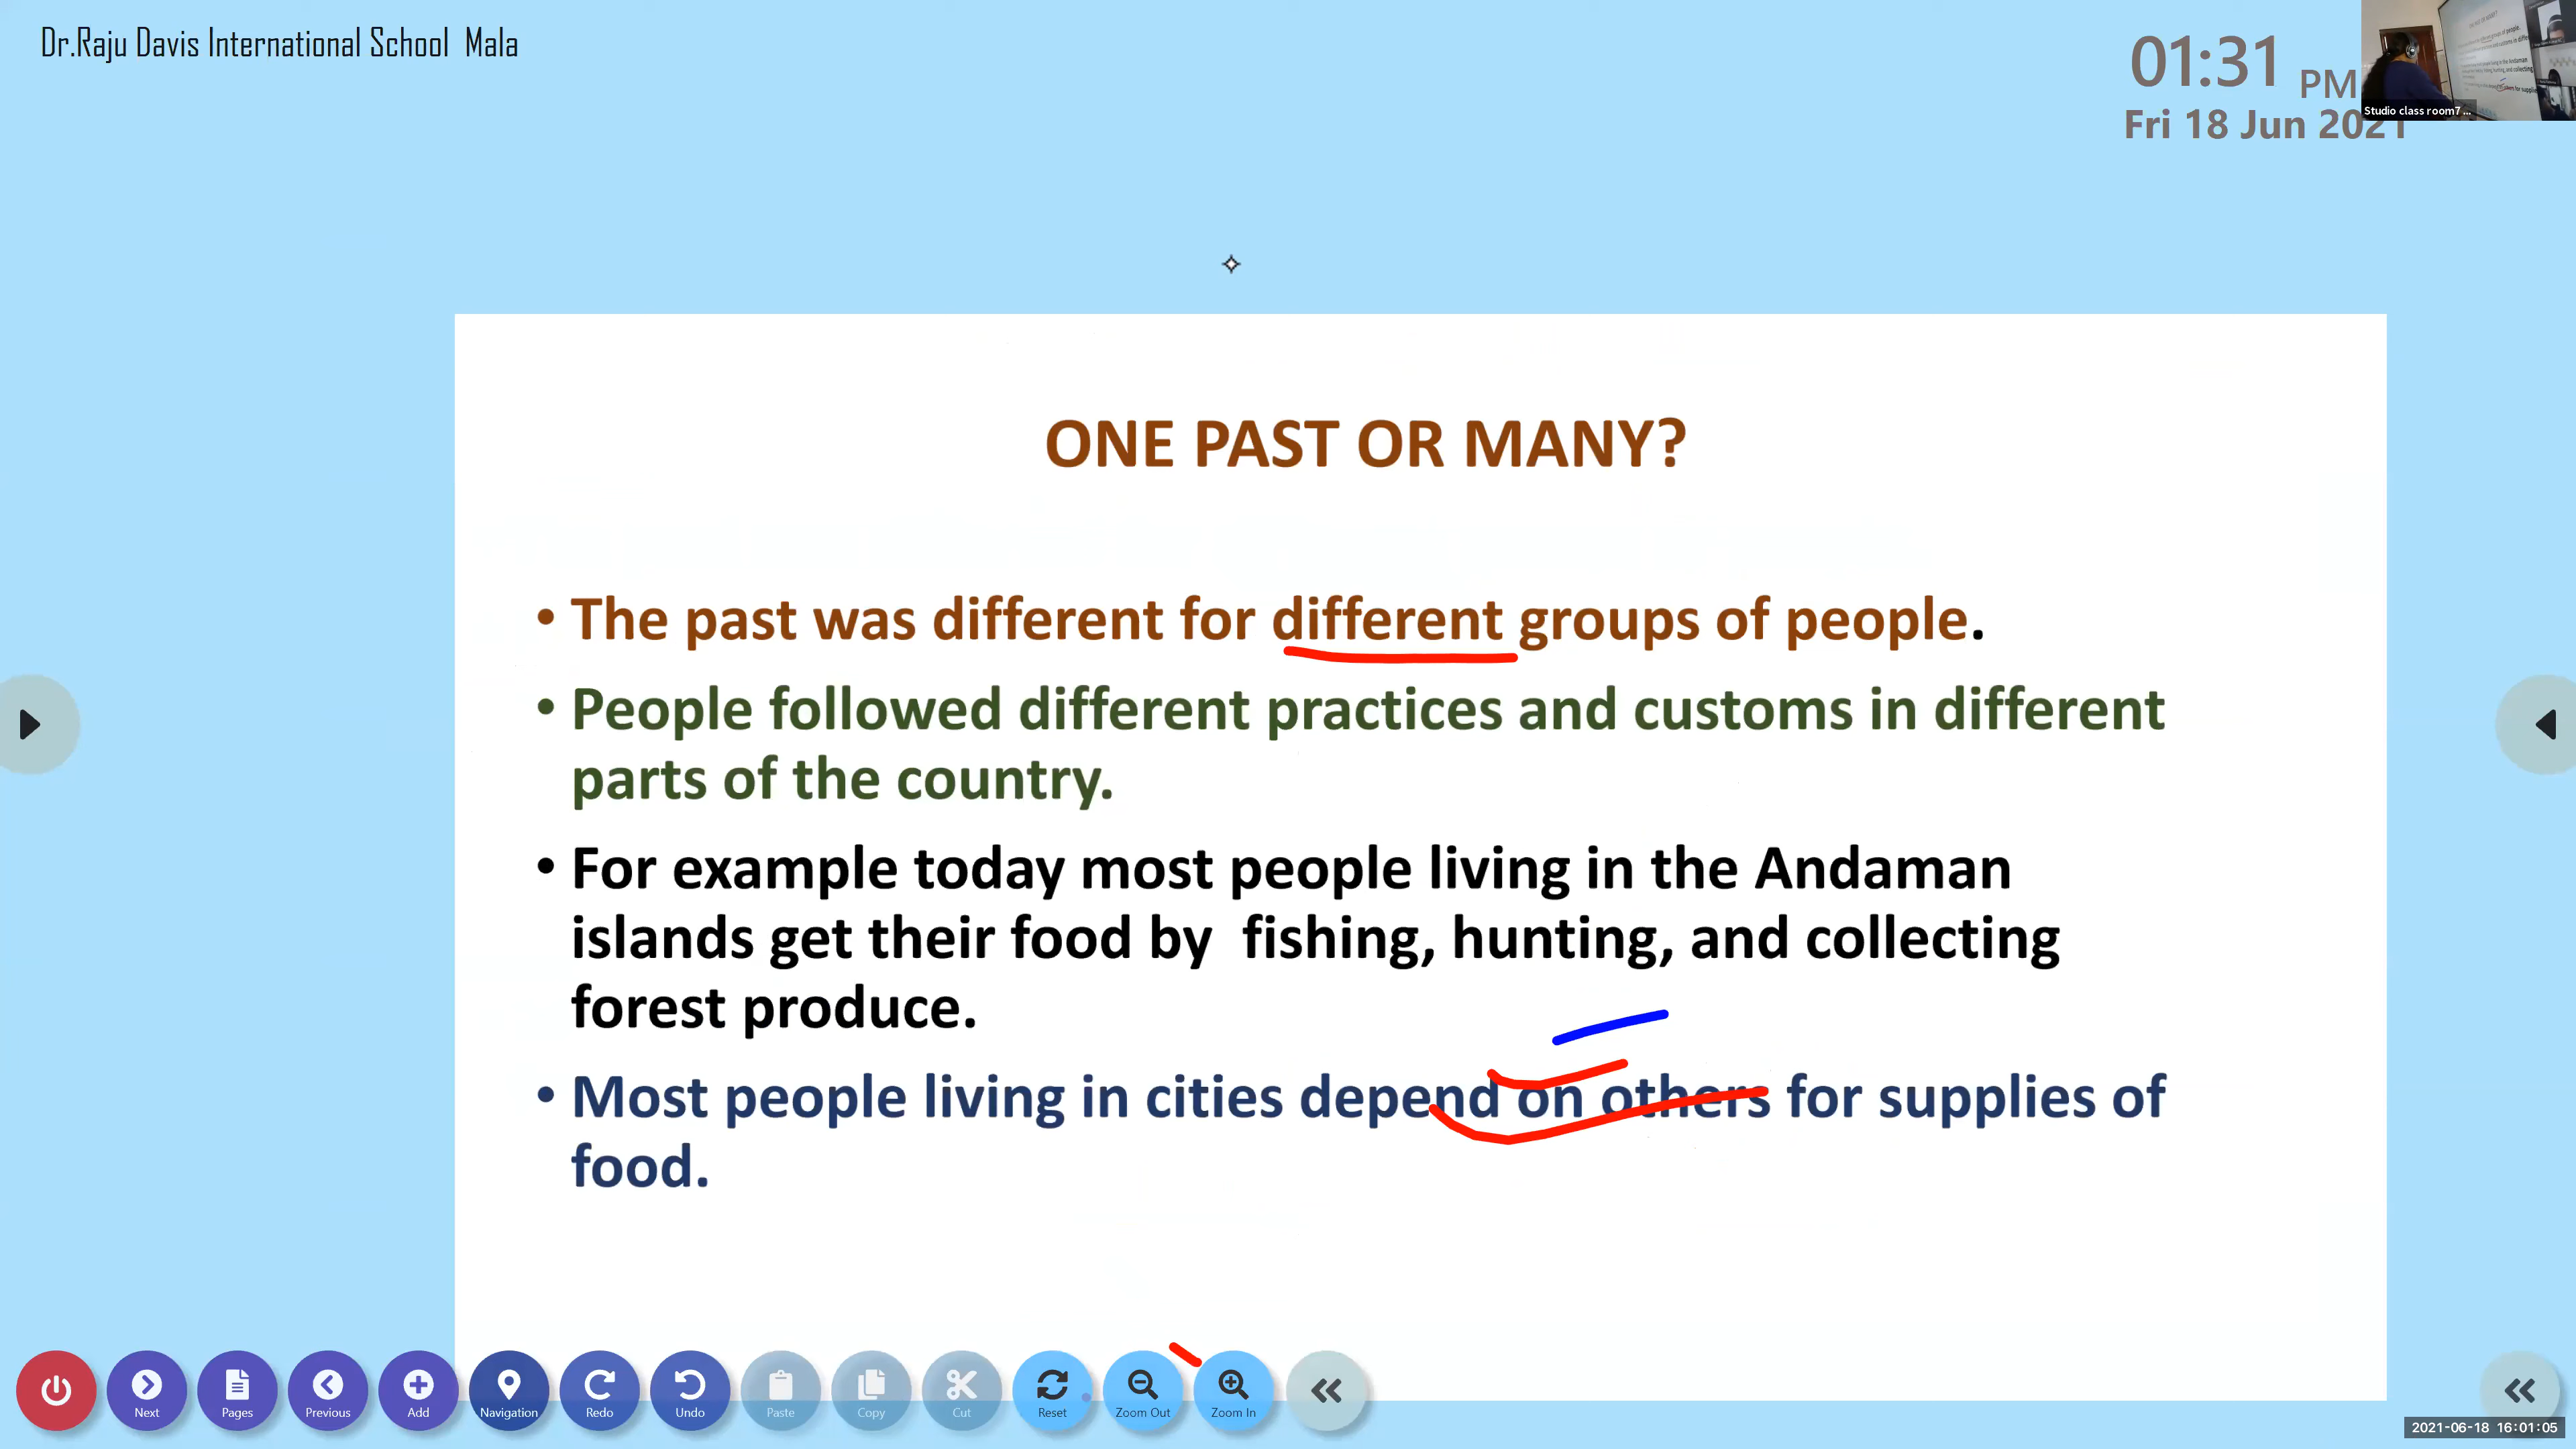 Dr.Raju Davis International School Mala
01:31 PM
Fri 18 Jun 2021
Studio class room7 ...
ONE PAST OR MANY?
• The past was different for different groups of people.
• People followed different practices and customs in different
parts of the country.
• For example today most people living in the Andaman
islands get their food by fishing, hunting, and collecting
forest produce.
• Most people living in cities depend on others for supplies of
food.
Next
Pages
Previous
Add
Navigation
Redo
Undo
Paste
Copy
Cut
Reset
Zoom Out
Zoom In
2021-06-18 16:01:05